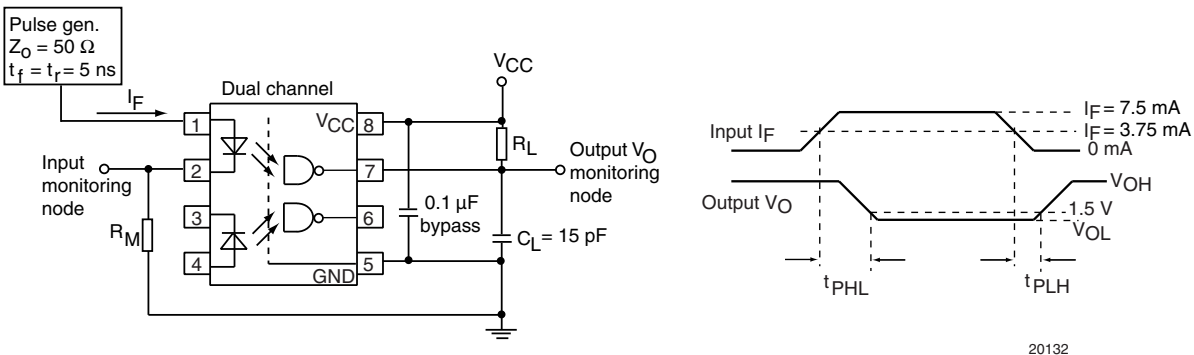 Pulse gen.
ZO = 50 Ω
tf = tr = 5 ns
IF
Dual channel
VCC
1
VCC 8
RL
Input
monitoring
node
2
7
Output VO
monitoring
node
3
6
0.1 µF
bypass
RM
CL = 15 pF
4
5
GND
Input IF
IF = 7.5 mA
IF = 3.75 mA
0 mA
Output VO
VOH
1.5 V
VOL
tPHL
tPLH
20132